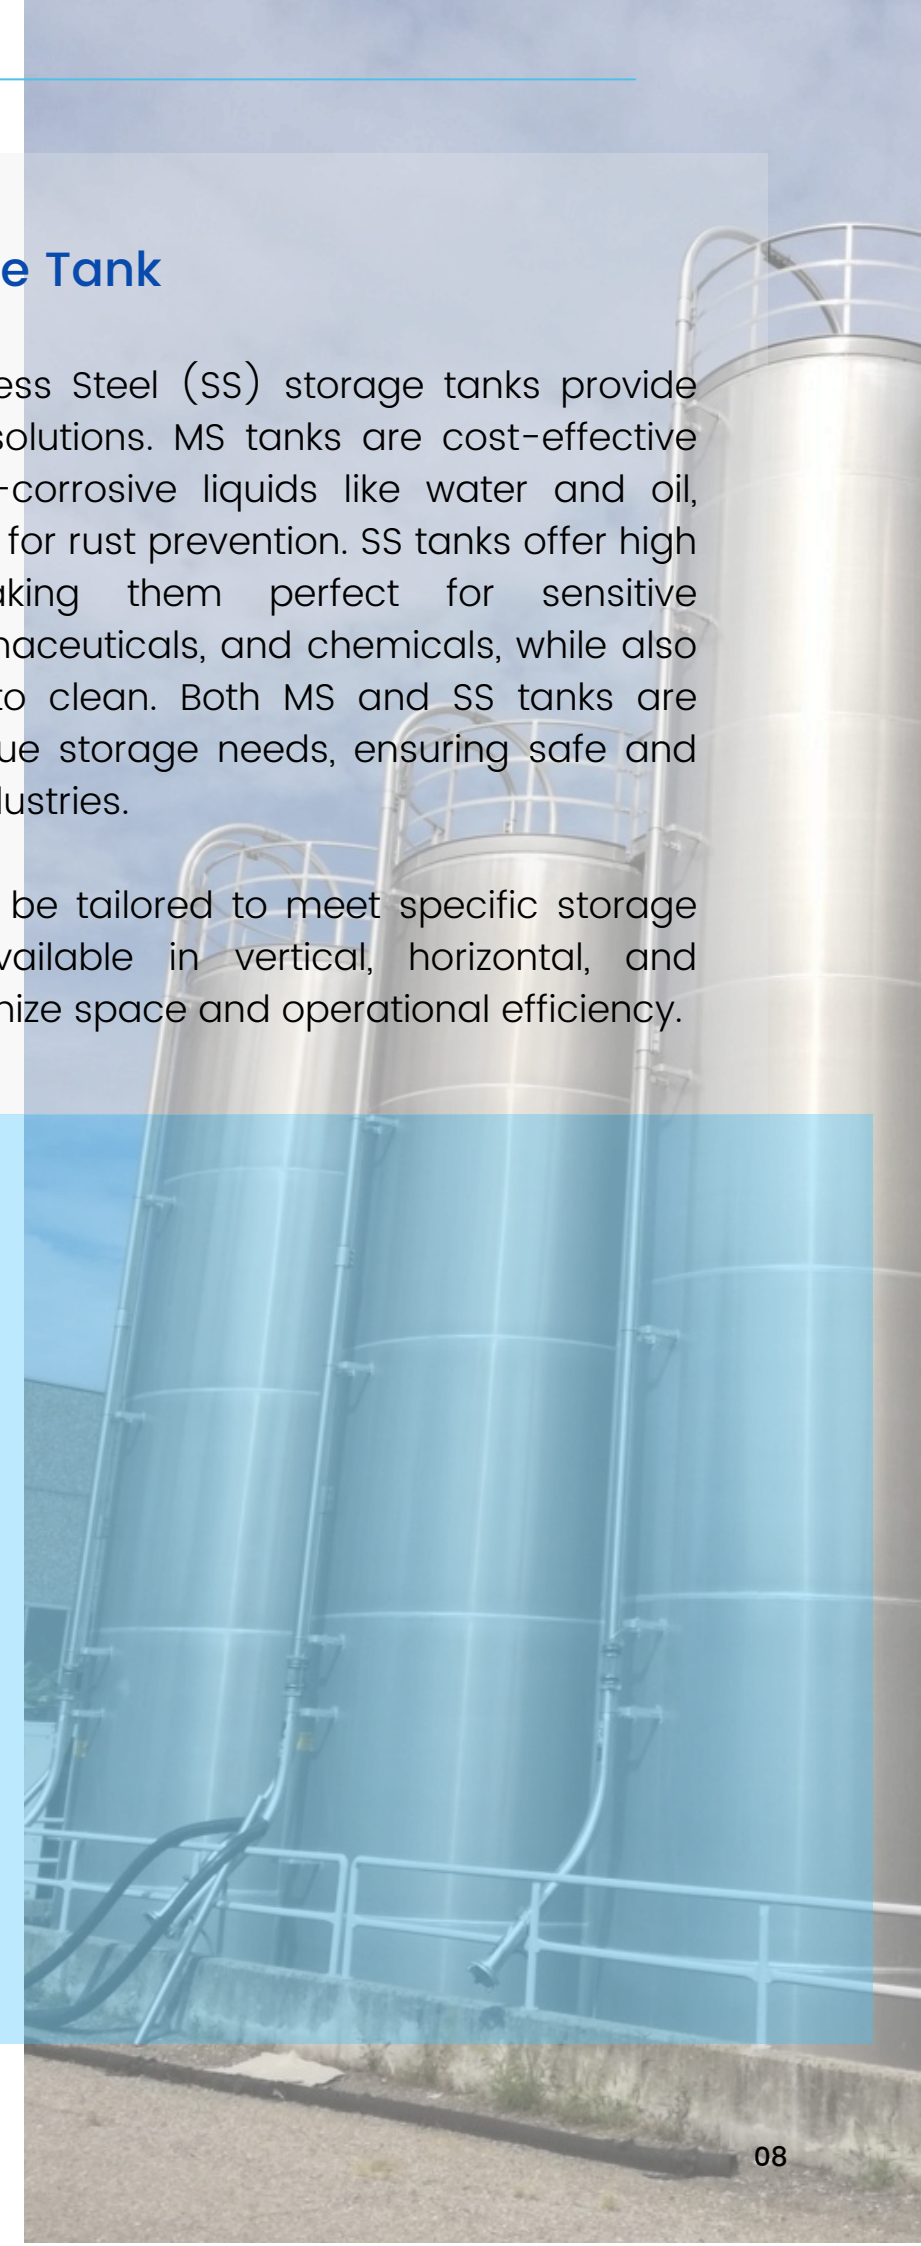 e Tank
ess Steel (SS) storage tanks provide
solutions. MS tanks are cost-effective
-corrosive liquids like water and oil,
for rust prevention. SS tanks offer high
aking them perfect for sensitive
naceuticals, and chemicals, while also
to clean. Both MS and SS tanks are
ue storage needs, ensuring safe and
dustries.
be tailored to meet specific storage
vailable in vertical, horizontal, and
nize space and operational efficiency.
08